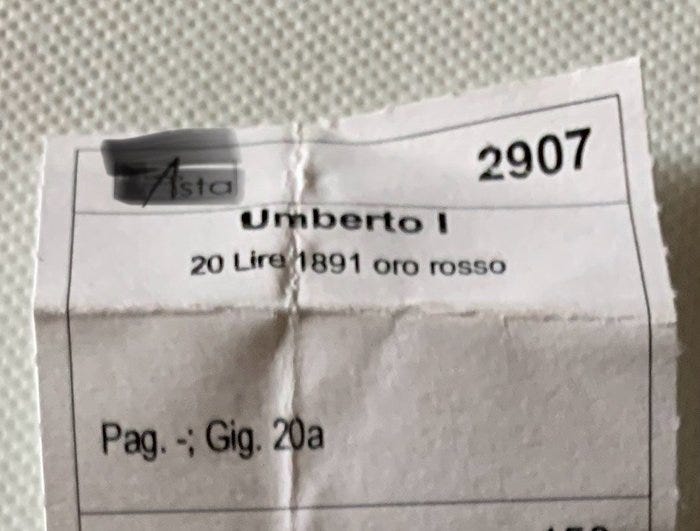 Asta
2907
Umberto I
20 Lire 1891 oro rosso
Pag. -; Gig. 20a